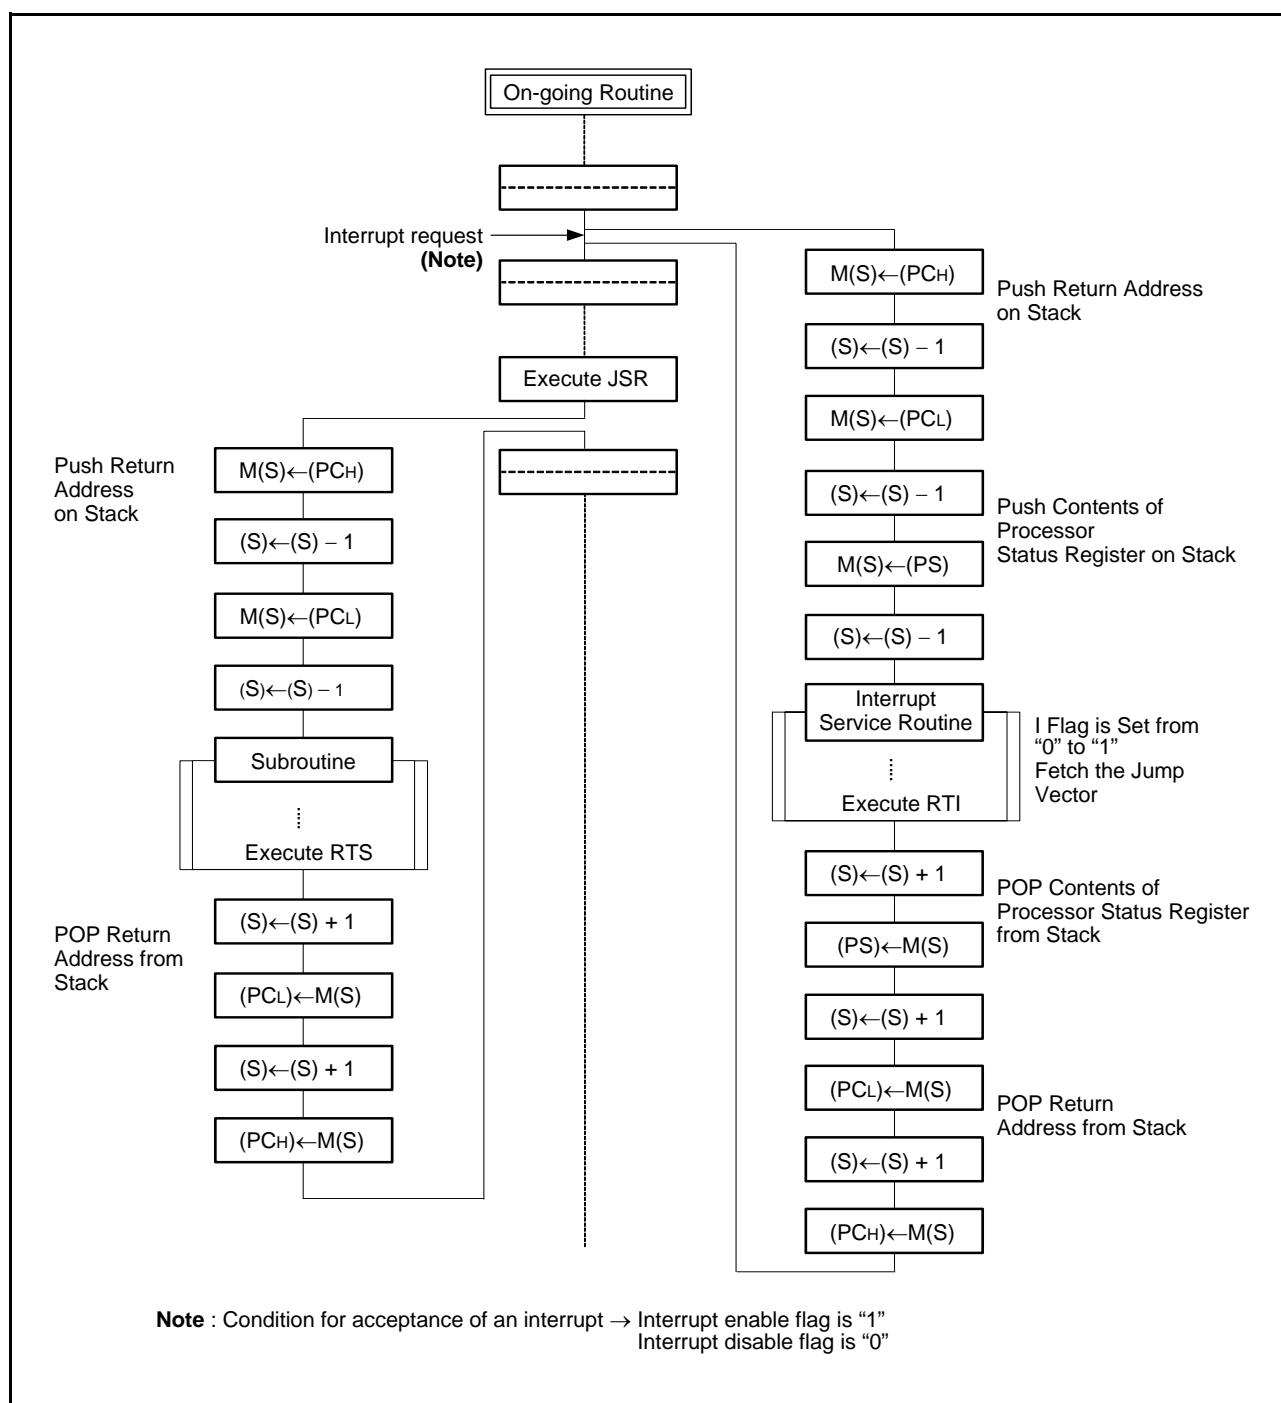 On-going Routine
Interrupt request
(Note)
Execute JSR
Push Return
Address
on Stack
M(S)←(PCH)
(S)←(S) – 1
M(S)←(PCL)
(S)←(S) – 1
Subroutine
Execute RTS
POP Return
Address from
Stack
(S)←(S) + 1
(PCL)←M(S)
(S)←(S) + 1
(PCH)←M(S)
M(S)←(PCH)
Push Return Address
on Stack
(S)←(S) – 1
M(S)←(PCL)
(S)←(S) – 1
Push Contents of
Processor
Status Register on Stack
M(S)←(PS)
(S)←(S) – 1
Interrupt
Service Routine
I Flag is Set from
“0” to “1”
Fetch the Jump
Vector
Execute RTI
(S)←(S) + 1
POP Contents of
Processor Status Register
from Stack
(PS)←M(S)
(S)←(S) + 1
(PCL)←M(S)
POP Return
Address from Stack
(S)←(S) + 1
(PCH)←M(S)
Note : Condition for acceptance of an interrupt → Interrupt enable flag is “1”
Interrupt disable flag is “0”